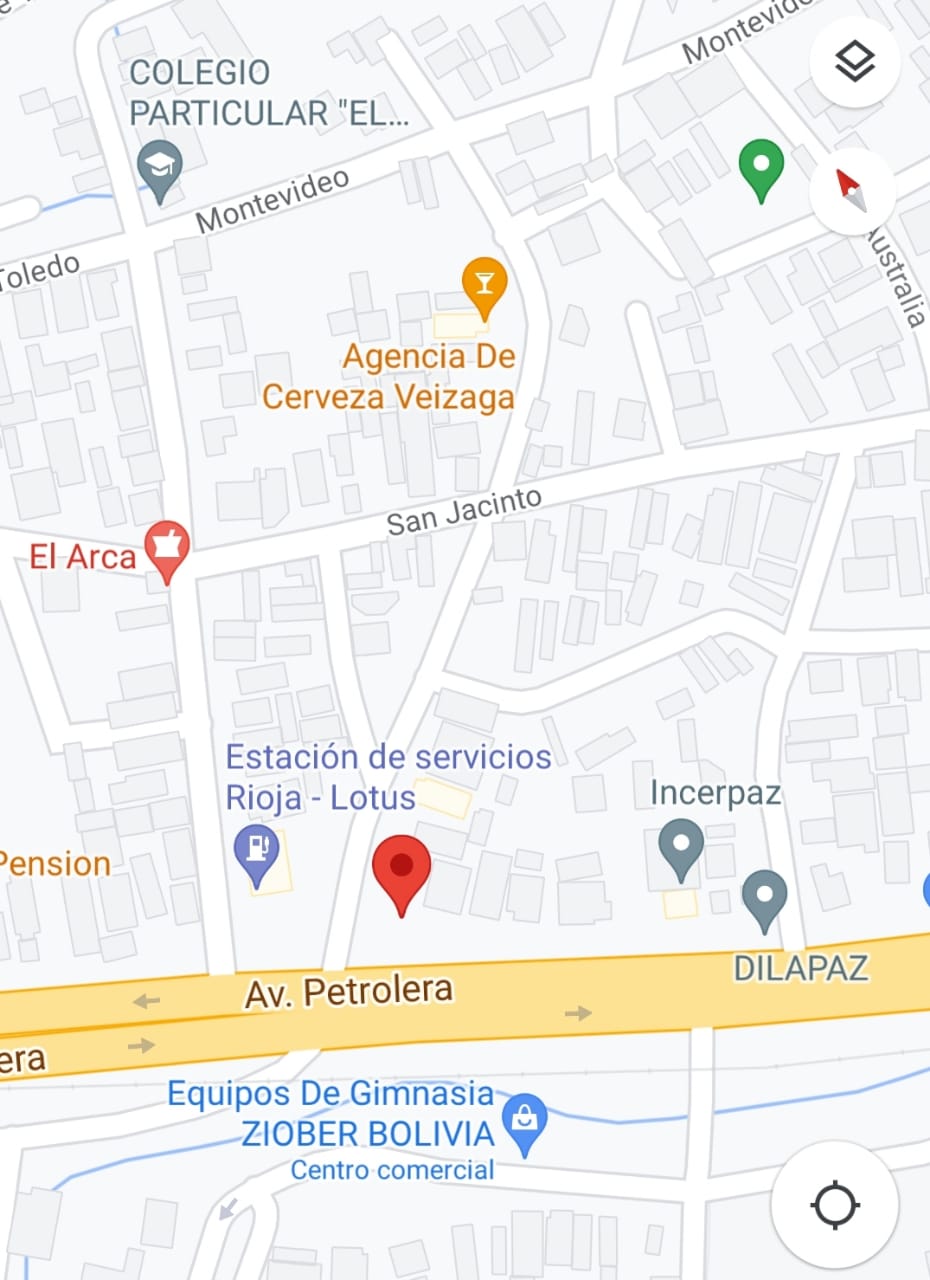 COLEGIO
PARTICULAR "EL...
Montevideo
Montevideo
Toledo
Australia
Agencia De
Cerveza Veizaga
San Jacinto
El Arca
Estación de servicios
Rioja - Lotus
Incerpaz
Pension
DILAPAZ
Av. Petrolera
era
Equipos De Gimnasia
ZIOBER BOLIVIA
Centro comercial